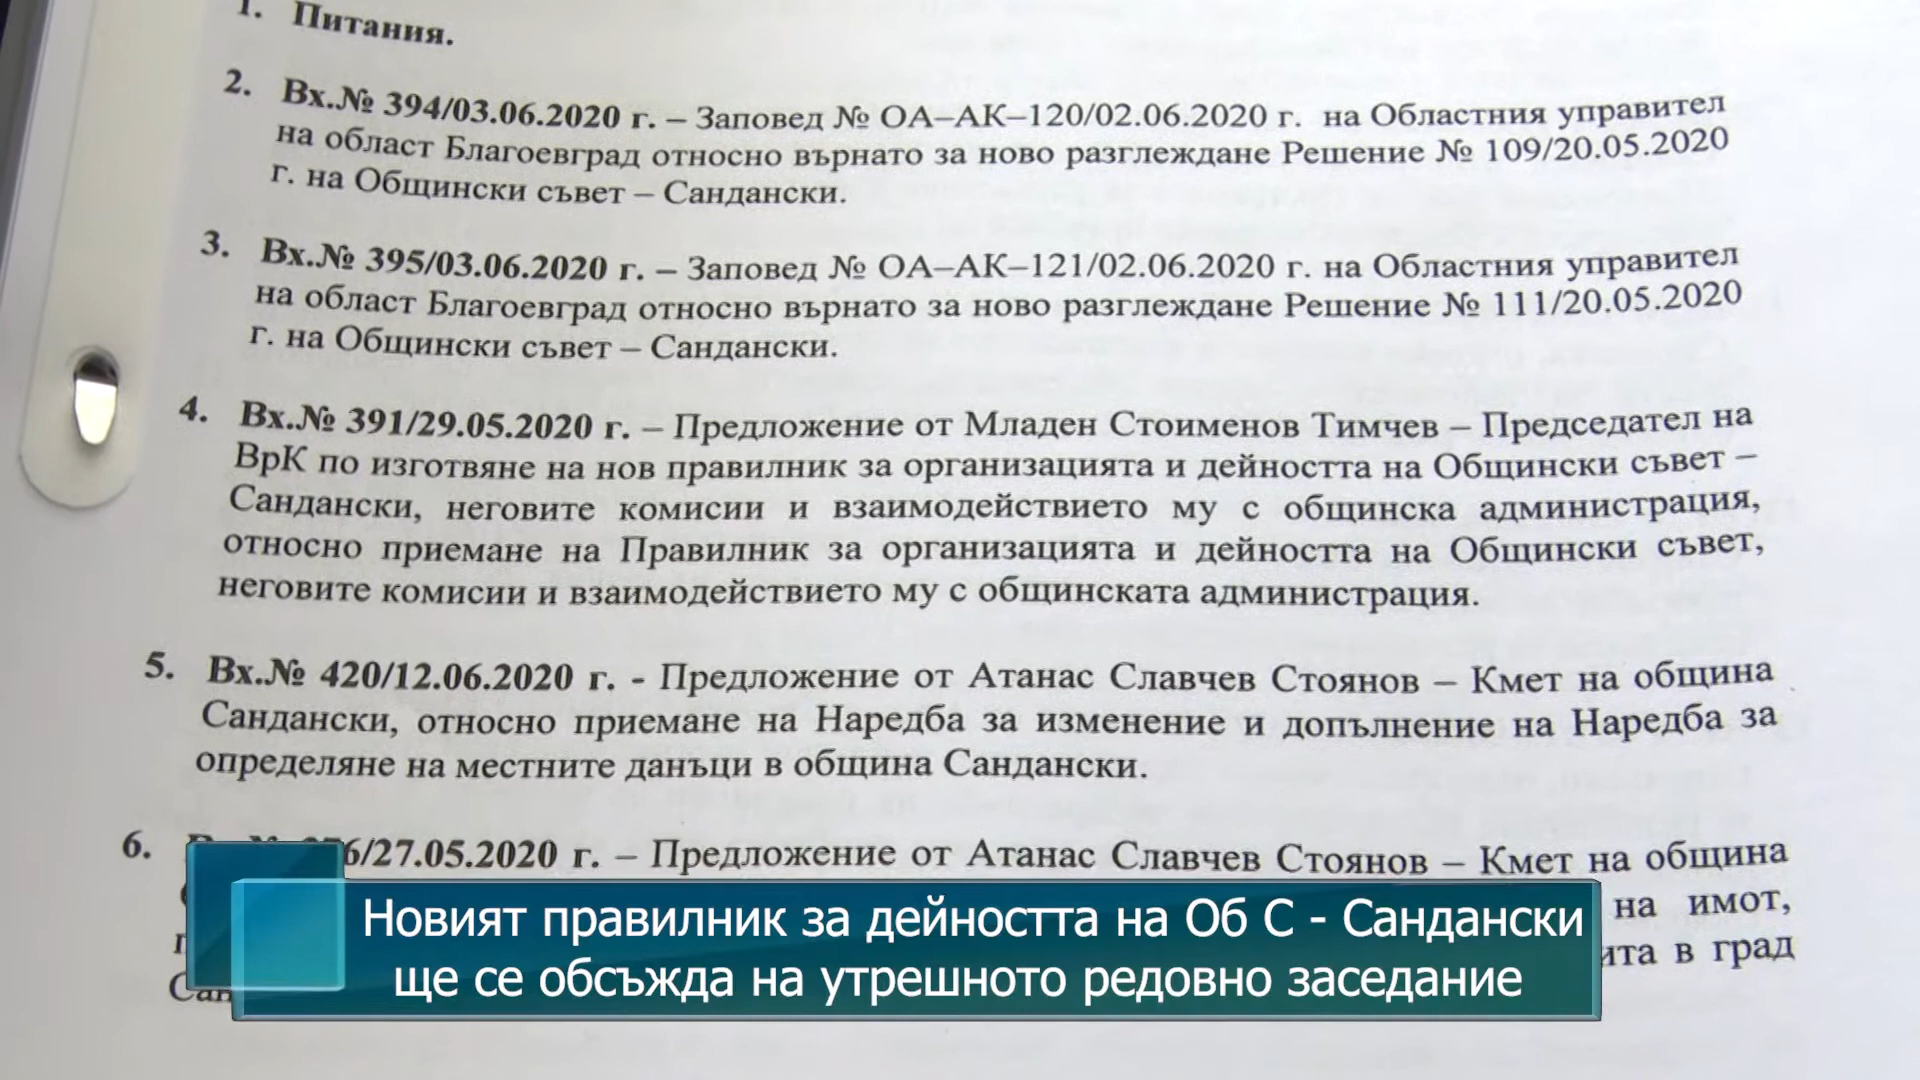 1. Питания.
2. Вх.№ 394/03.06.2020 г. – Заповед № ОА–АК–120/02.06.2020 г. на Областния управител
на област Благоевград относно върнато за ново разглеждане Решение № 109/20.05.2020
г. на Общински съвет – Сандански.
3. Вх.№ 395/03.06.2020 г. – Заповед № ОА–АК–121/02.06.2020 г. на Областния управител
на област Благоевград относно върнато за ново разглеждане Решение № 111/20.05.2020
г. на Общински съвет – Сандански.
4. Вх.№ 391/29.05.2020 г. – Предложение от Младен Стоименов Тимчев – Председател на
ВрК по изготвяне на нов правилник за организацията и дейността на Общински съвет –
Сандански, неговите комисии и взаимодействието му с общинска администрация,
относно приемане на Правилник за организацията и дейността на Общински съвет,
неговите комисии и взаимодействието му с общинската администрация.
5. Вх.№ 420/12.06.2020 г. - Предложение от Атанас Славчев Стоянов – Кмет на община
Сандански, относно приемане на Наредба за изменение и допълнение на Наредба за
определяне на местните данъци в община Сандански.
6. 6/27.05.2020 г. – Предложение от Атанас Славчев Стоянов – Кмет на община
на имот,
в град
Новият правилник за дейността на Об С - Сандански
ще се обсъжда на утрешното редовно заседание